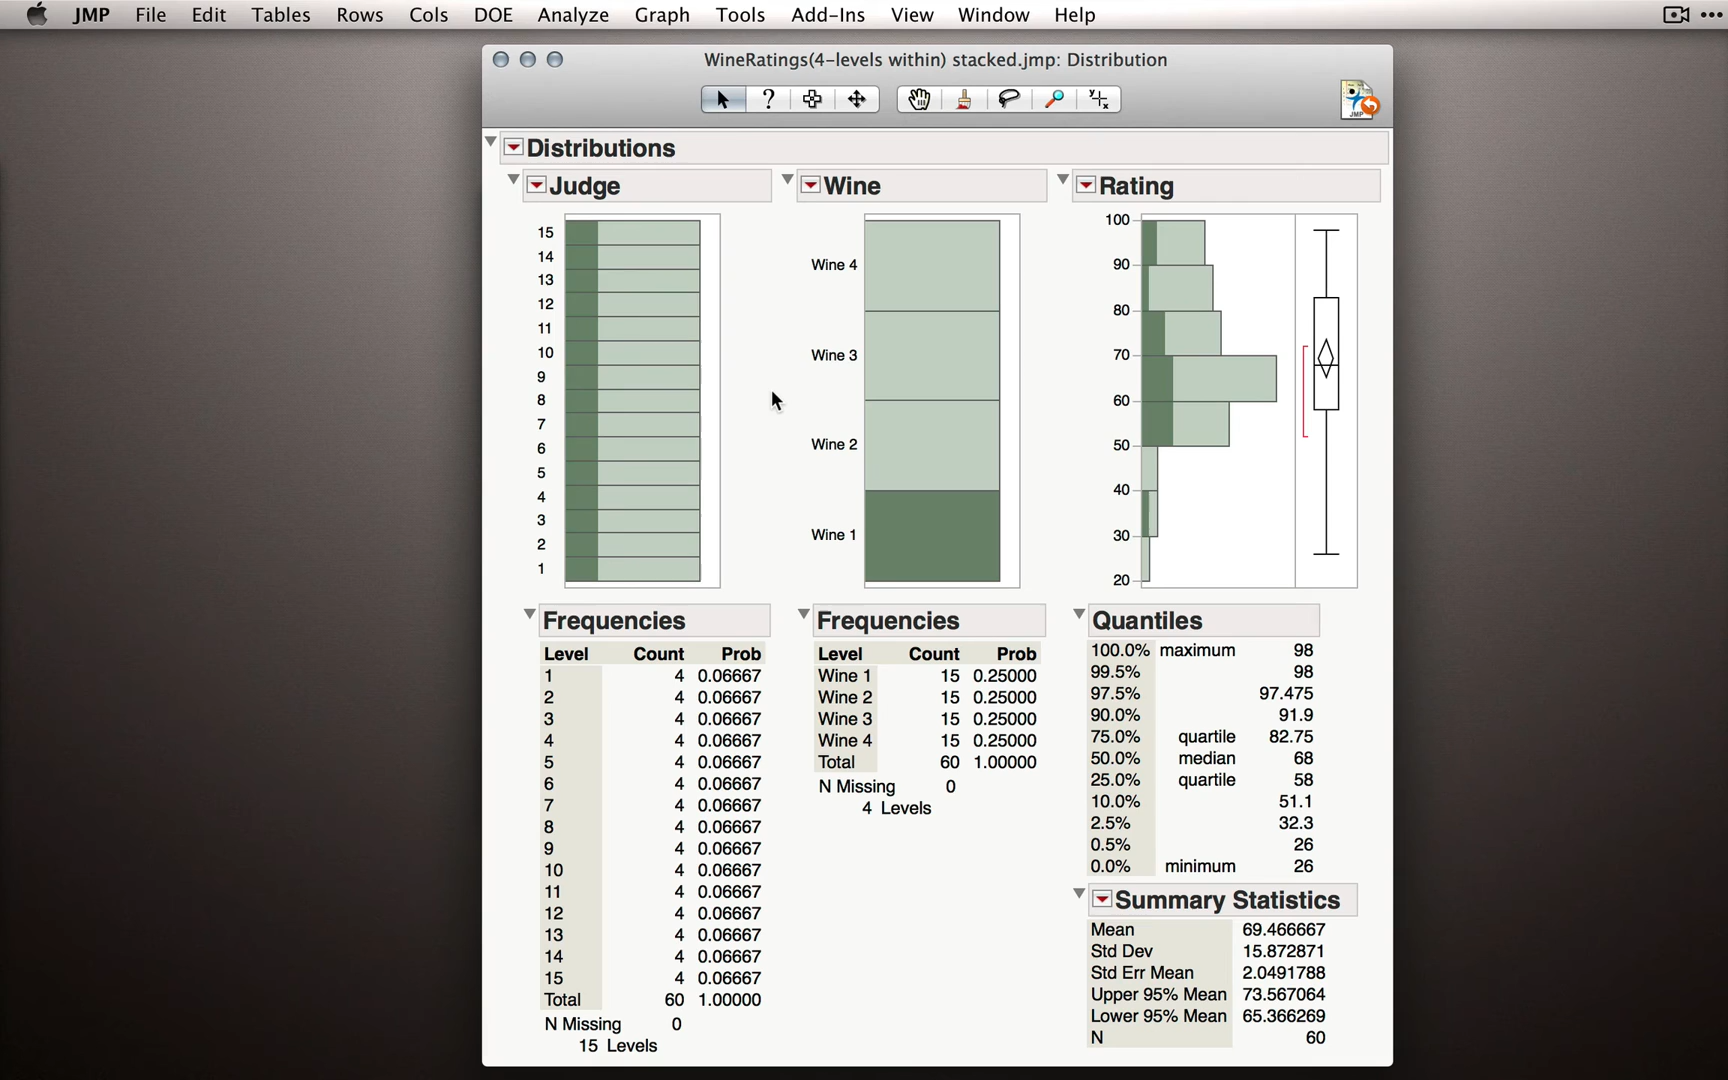 JMP File Edit Tables Rows Cols DOE Analyze Graph Tools Add-Ins View Window Help
WineRatings(4-levels within) stacked.jmp: Distribution
?
JMP
Distributions
Judge
15
14
13
12
11
10
9
8
7
6
5
4
3
2
1
Frequencies
Level Count Prob
1 4 0.06667
2 4 0.06667
3 4 0.06667
4 4 0.06667
5 4 0.06667
6 4 0.06667
7 4 0.06667
8 4 0.06667
9 4 0.06667
10 4 0.06667
11 4 0.06667
12 4 0.06667
13 4 0.06667
14 4 0.06667
15 4 0.06667
Total 60 1.00000
N Missing 0
15 Levels
Wine
Wine 4
Wine 3
Wine 2
Wine 1
Frequencies
Level Count Prob
Wine 1 15 0.25000
Wine 2 15 0.25000
Wine 3 15 0.25000
Wine 4 15 0.25000
Total 60 1.00000
N Missing 0
4 Levels
Rating
100
90
80
70
60
50
40
30
20
Quantiles
100.0% maximum 98
99.5% 98
97.5% 97.475
90.0% 91.9
75.0% quartile 82.75
50.0% median 68
25.0% quartile 58
10.0% 51.1
2.5% 32.3
0.5% 26
0.0% minimum 26
Summary Statistics
Mean 69.466667
Std Dev 15.872871
Std Err Mean 2.0491788
Upper 95% Mean 73.567064
Lower 95% Mean 65.366269
N 60